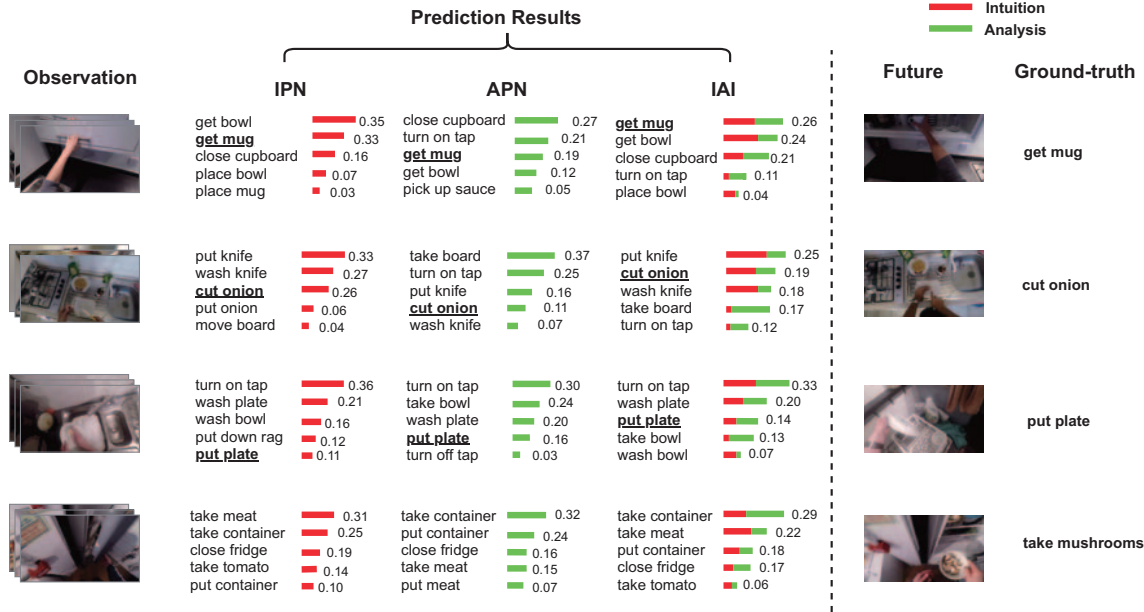 Prediction Results
Intuition
Analysis
Observation
IPN
APN
IAI
Future
Ground-truth
get bowl 0.35
get mug 0.33
close cupboard 0.16
place bowl 0.07
place mug 0.03
close cupboard 0.27
turn on tap 0.21
get mug 0.19
get bowl 0.12
pick up sauce 0.05
get mug 0.26
get bowl 0.24
close cupboard 0.21
turn on tap 0.11
place bowl 0.04
get mug
put knife 0.33
wash knife 0.27
cut onion 0.26
put onion 0.06
move board 0.04
take board 0.37
turn on tap 0.25
put knife 0.16
cut onion 0.11
wash knife 0.07
put knife 0.25
cut onion 0.19
wash knife 0.18
take board 0.17
turn on tap 0.12
cut onion
turn on tap 0.36
wash plate 0.21
wash bowl 0.16
put down rag 0.12
put plate 0.11
turn on tap 0.30
take bowl 0.24
wash plate 0.20
put plate 0.16
turn off tap 0.03
turn on tap 0.33
wash plate 0.20
put plate 0.14
take bowl 0.13
wash bowl 0.07
put plate
take meat 0.31
take container 0.25
close fridge 0.19
take tomato 0.14
put container 0.10
take container 0.32
put container 0.24
close fridge 0.16
take meat 0.15
put meat 0.07
take container 0.29
take meat 0.22
put container 0.18
close fridge 0.17
take tomato 0.06
take mushrooms